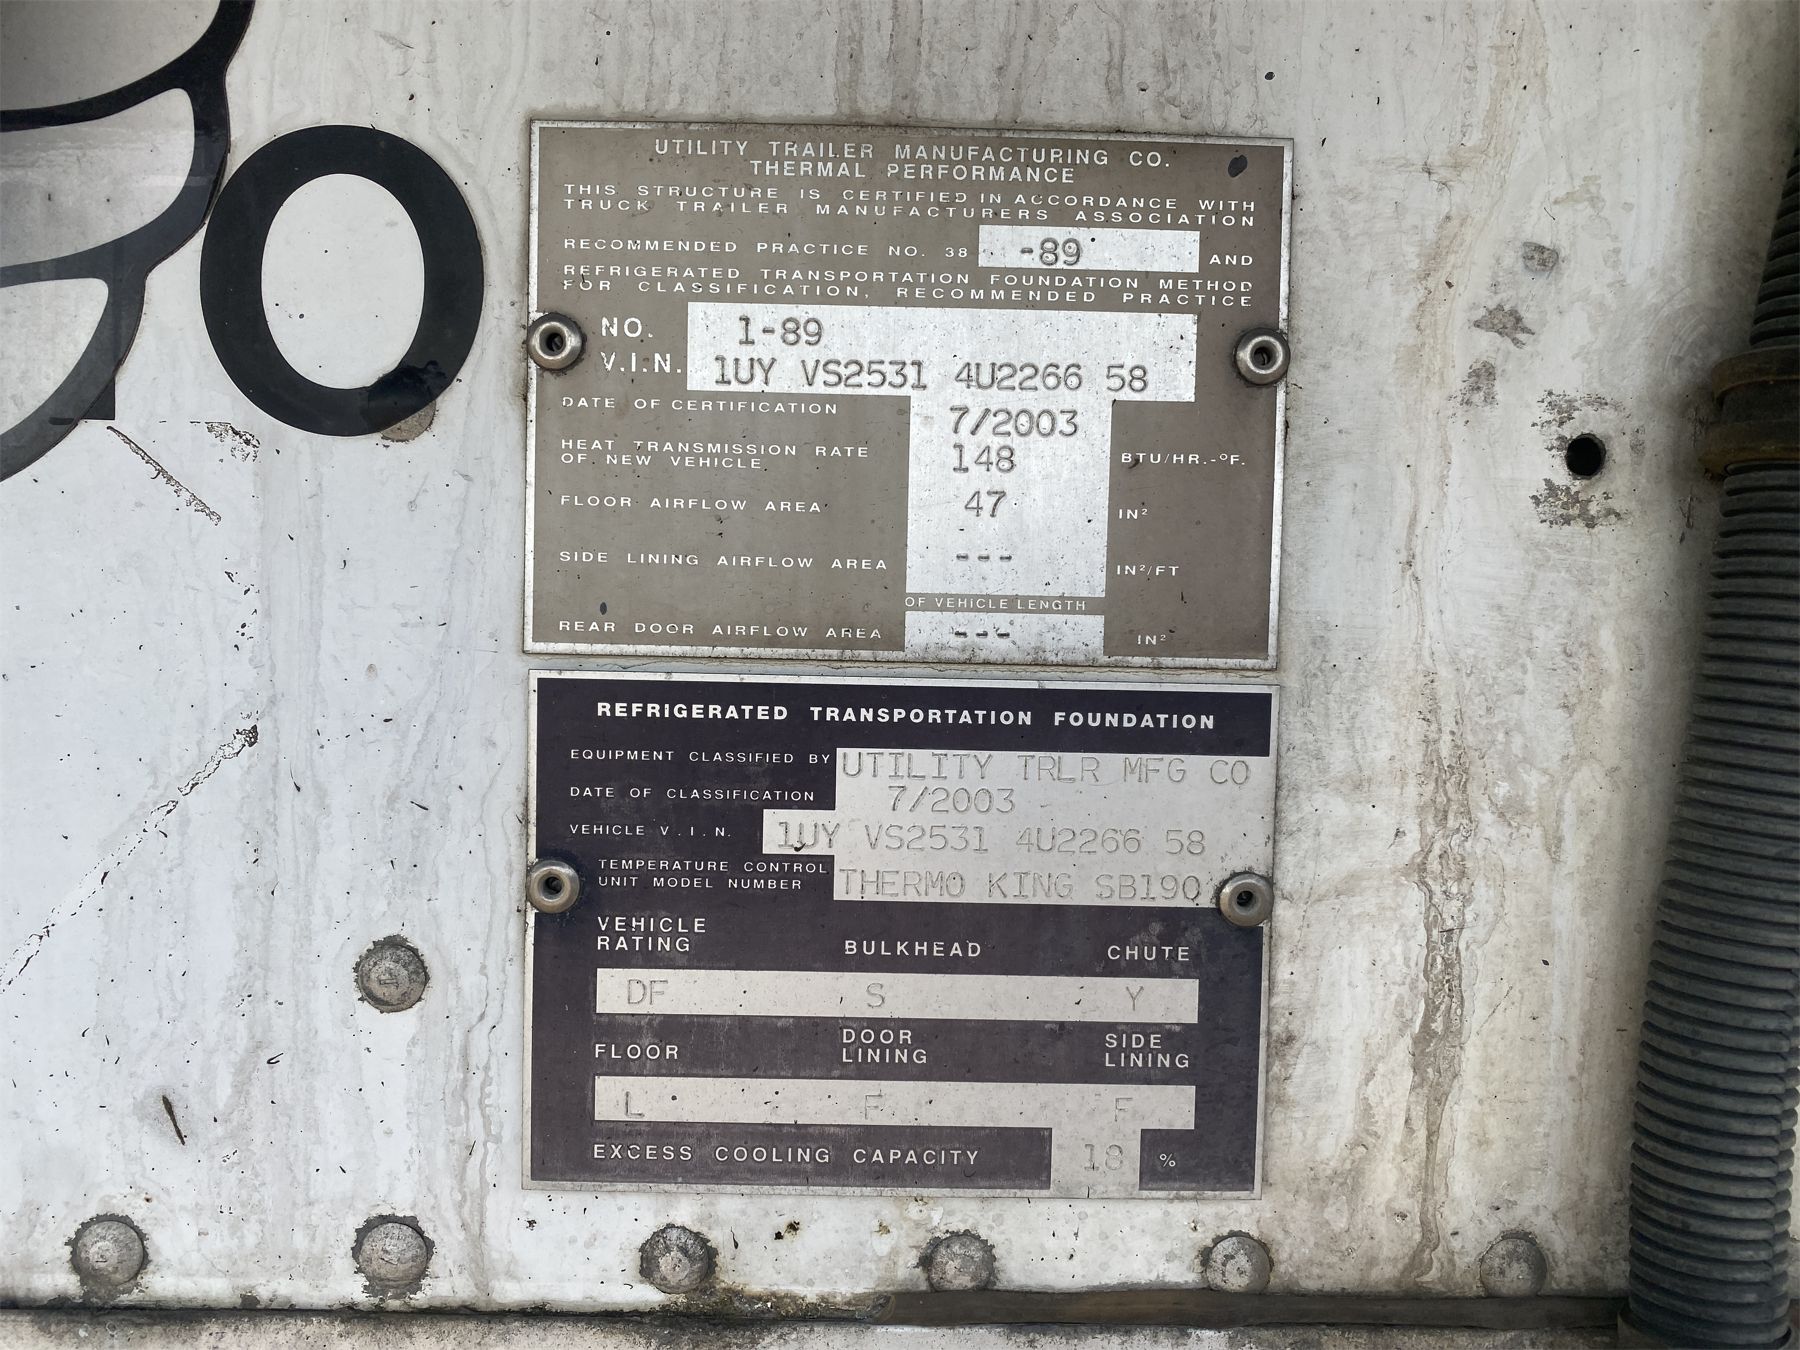 O
UTILITY TRAILER MANUFACTURING CO.
THERMAL PERFORMANCE
THIS STRUCTURE IS CERTIFIED IN ACCORDANCE WITH
TRUCK TRAILER MANUFACTURERS ASSOCIATION
RECOMMENDED PRACTICE NO. 38 -89 AND
REFRIGERATED TRANSPORTATION FOUNDATION METHOD
FOR CLASSIFICATION, RECOMMENDED PRACTICE
NO. 1-89
V.I.N. 1UY VS2531 4U2266 58
DATE OF CERTIFICATION 7/2003
HEAT TRANSMISSION RATE
OF NEW VEHICLE 148 BTU/HR.-°F.
FLOOR AIRFLOW AREA 47 IN²
SIDE LINING AIRFLOW AREA --- IN²/FT
OF VEHICLE LENGTH
REAR DOOR AIRFLOW AREA --- IN²
REFRIGERATED TRANSPORTATION FOUNDATION
EQUIPMENT CLASSIFIED BY UTILITY TRLR MFG CO
DATE OF CLASSIFICATION 7/2003
VEHICLE V.I.N. 1UY VS2531 4U2266 58
TEMPERATURE CONTROL
UNIT MODEL NUMBER THERMO KING SB190
VEHICLE
RATING BULKHEAD CHUTE
DF S Y
FLOOR DOOR LINING SIDE LINING
L F F
EXCESS COOLING CAPACITY 18 %